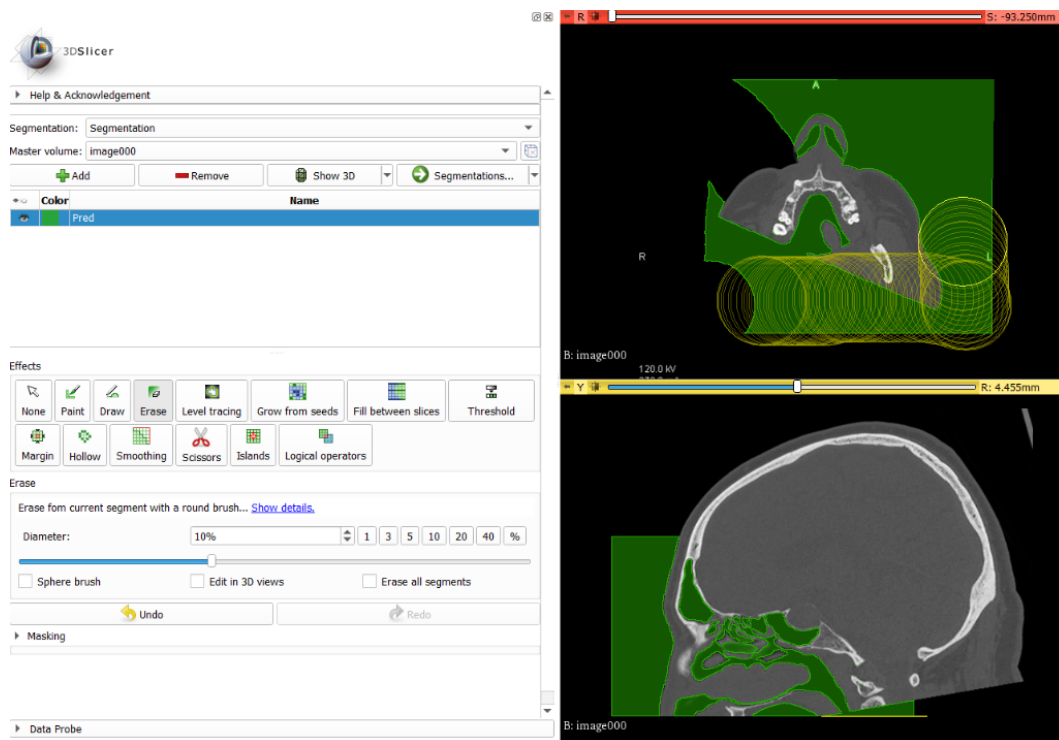 3DSlicer
Help & Acknowledgement
Segmentation: Segmentation
Master volume: image000
Add Remove Show 3D Segmentations...
Color Name
Pred
Effects
None Paint Draw Erase Level tracing Grow from seeds Fill between slices Threshold
Margin Hollow Smoothing Scissors Islands Logical operators
Erase
Erase fom current segment with a round brush... Show details.
Diameter: 10% 1 3 5 10 20 40 %
Sphere brush Edit in 3D views Erase all segments
Undo Redo
Masking
Data Probe
R S: -93.250mm
A
R L
B: image000
120.0 kV
Y R: 4.455mm
B: image000